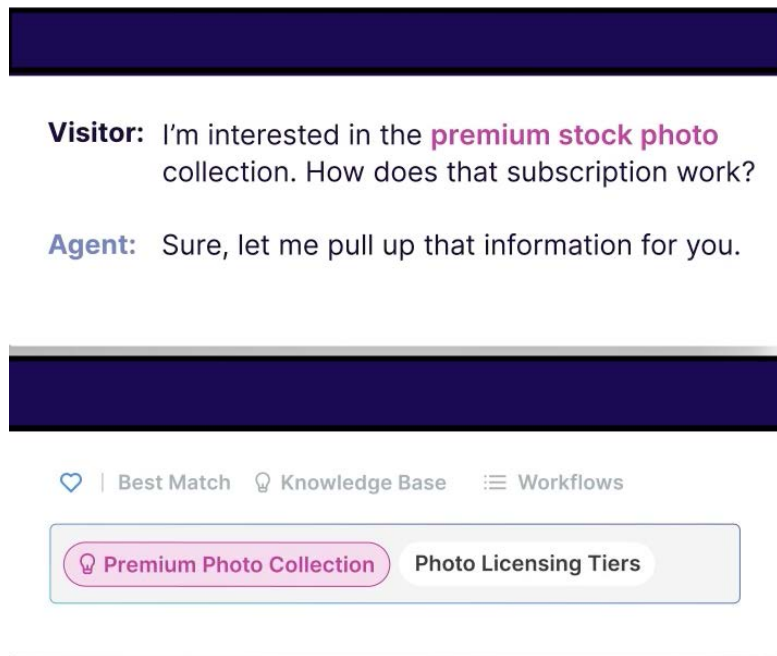 Visitor: I'm interested in the premium stock photo
collection. How does that subscription work?
Agent: Sure, let me pull up that information for you.
Best Match Knowledge Base Workflows
Premium Photo Collection Photo Licensing Tiers